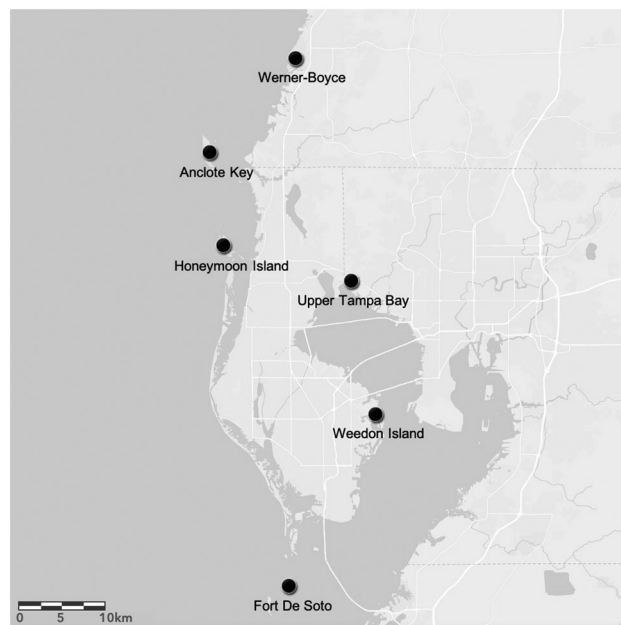 Werner-Boyce
Anclote Key
Honeymoon Island
Upper Tampa Bay
Weedon Island
Fort De Soto
0 5 10km